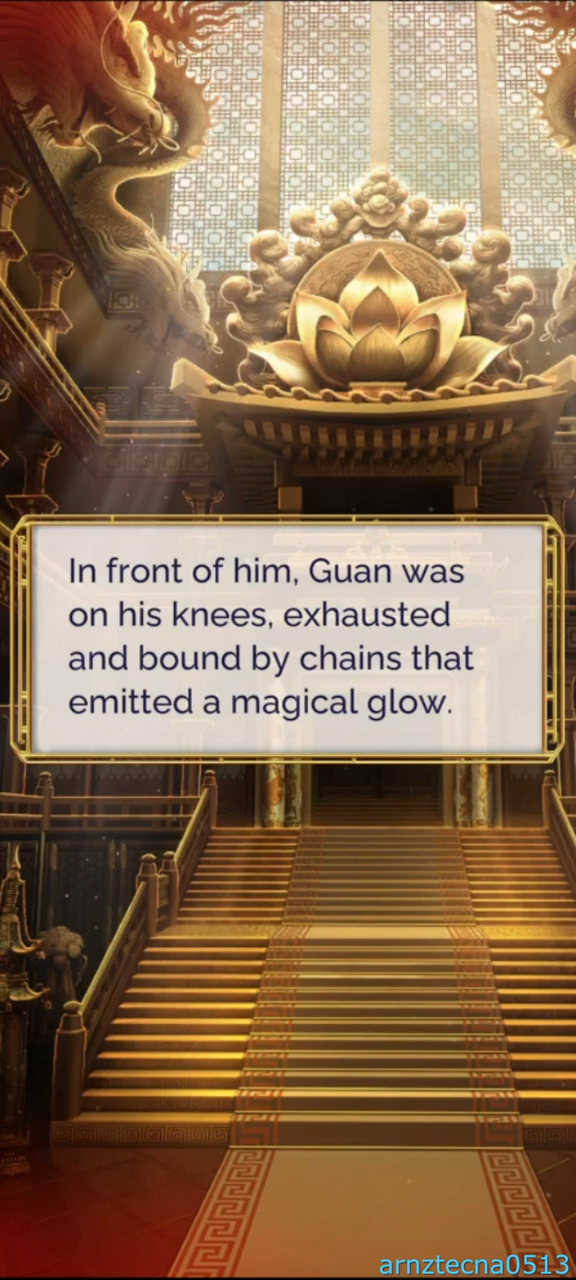 In front of him, Guan was
on his knees, exhausted
and bound by chains that
emitted a magical glow.
arnztecna0513